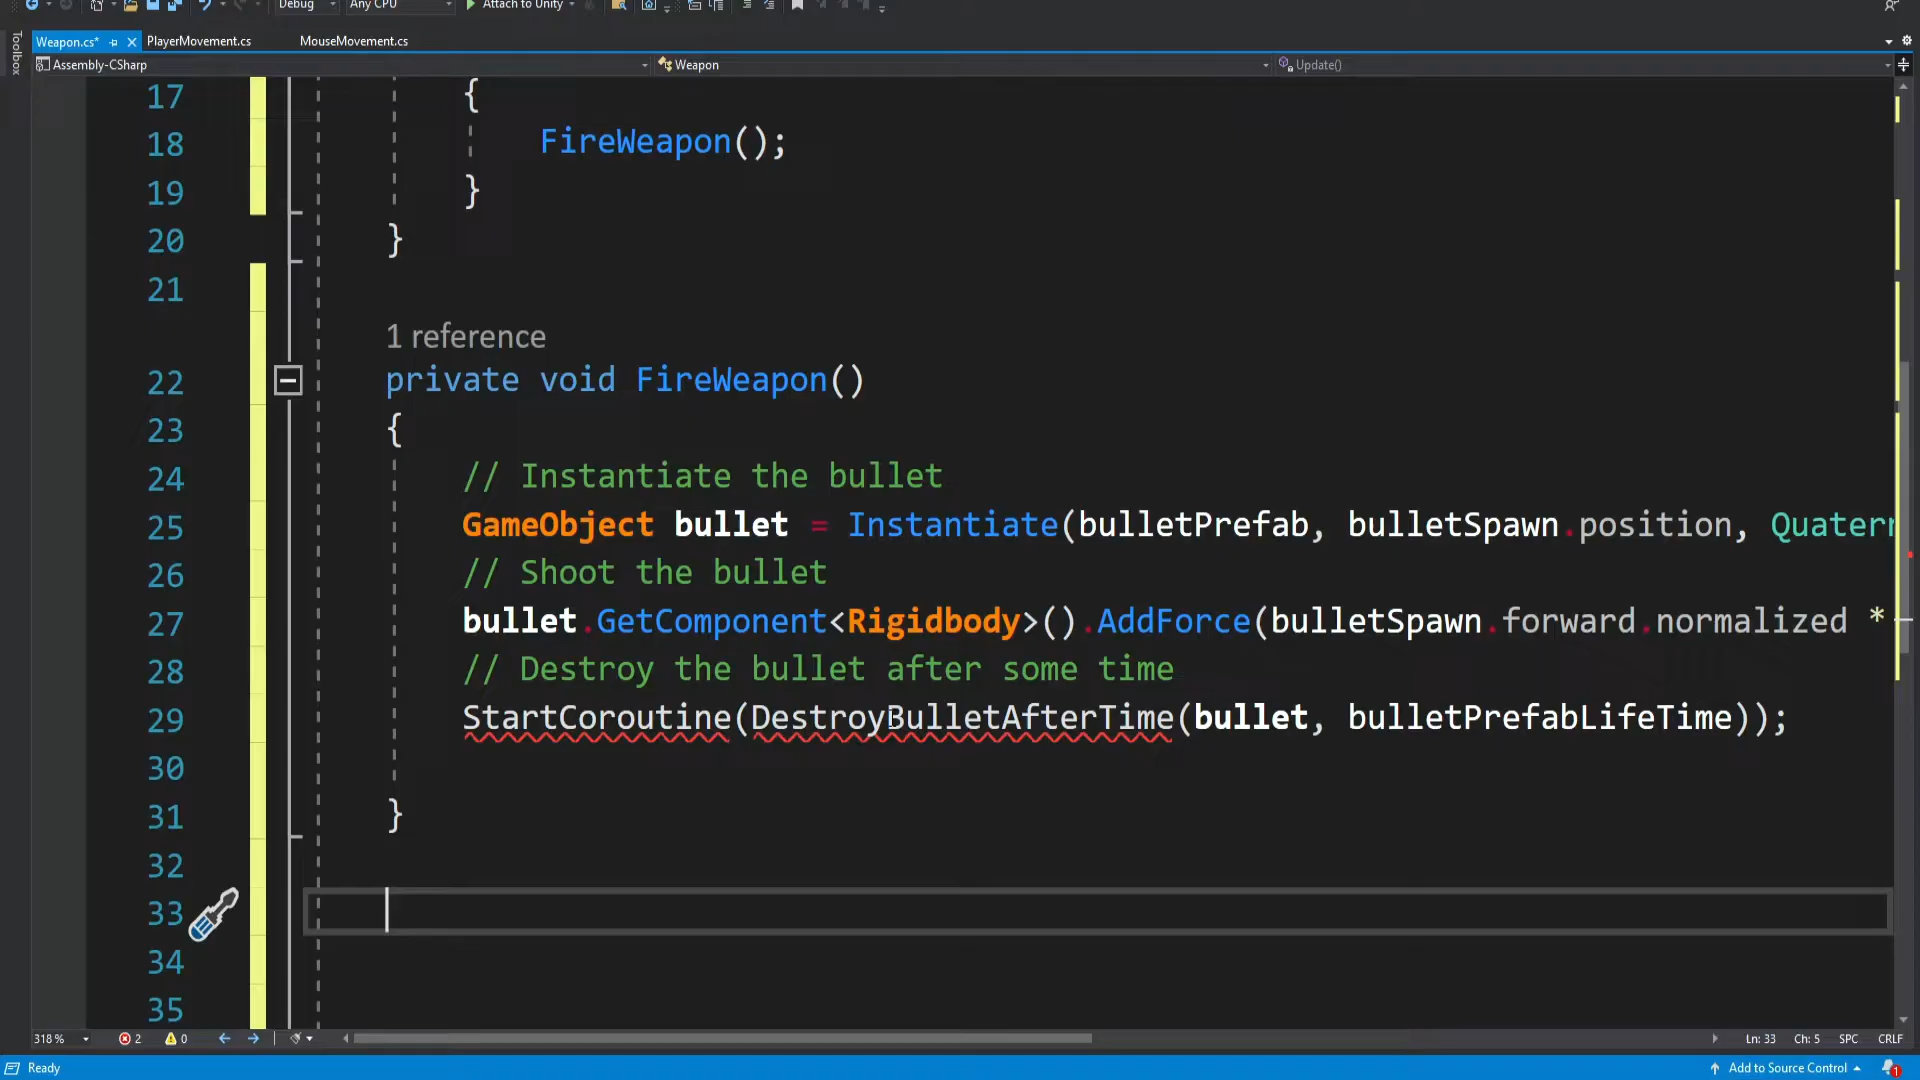 Debug
Any CPU
Attach to Unity
Toolbox
Weapon.cs*
PlayerMovement.cs
MouseMovement.cs
Assembly-CSharp
Weapon
Update()
17 {
18 FireWeapon();
19 }
20 }
21
1 reference
22 private void FireWeapon()
23 {
24 // Instantiate the bullet
25 GameObject bullet = Instantiate(bulletPrefab, bulletSpawn.position, Quatern
26 // Shoot the bullet
27 bullet.GetComponent<Rigidbody>().AddForce(bulletSpawn.forward.normalized *
28 // Destroy the bullet after some time
29 StartCoroutine(DestroyBulletAfterTime(bullet, bulletPrefabLifeTime));
30
31 }
32
33
34
35
318 %
2
0
Ln: 33
Ch: 5
SPC
CRLF
Ready
Add to Source Control
1